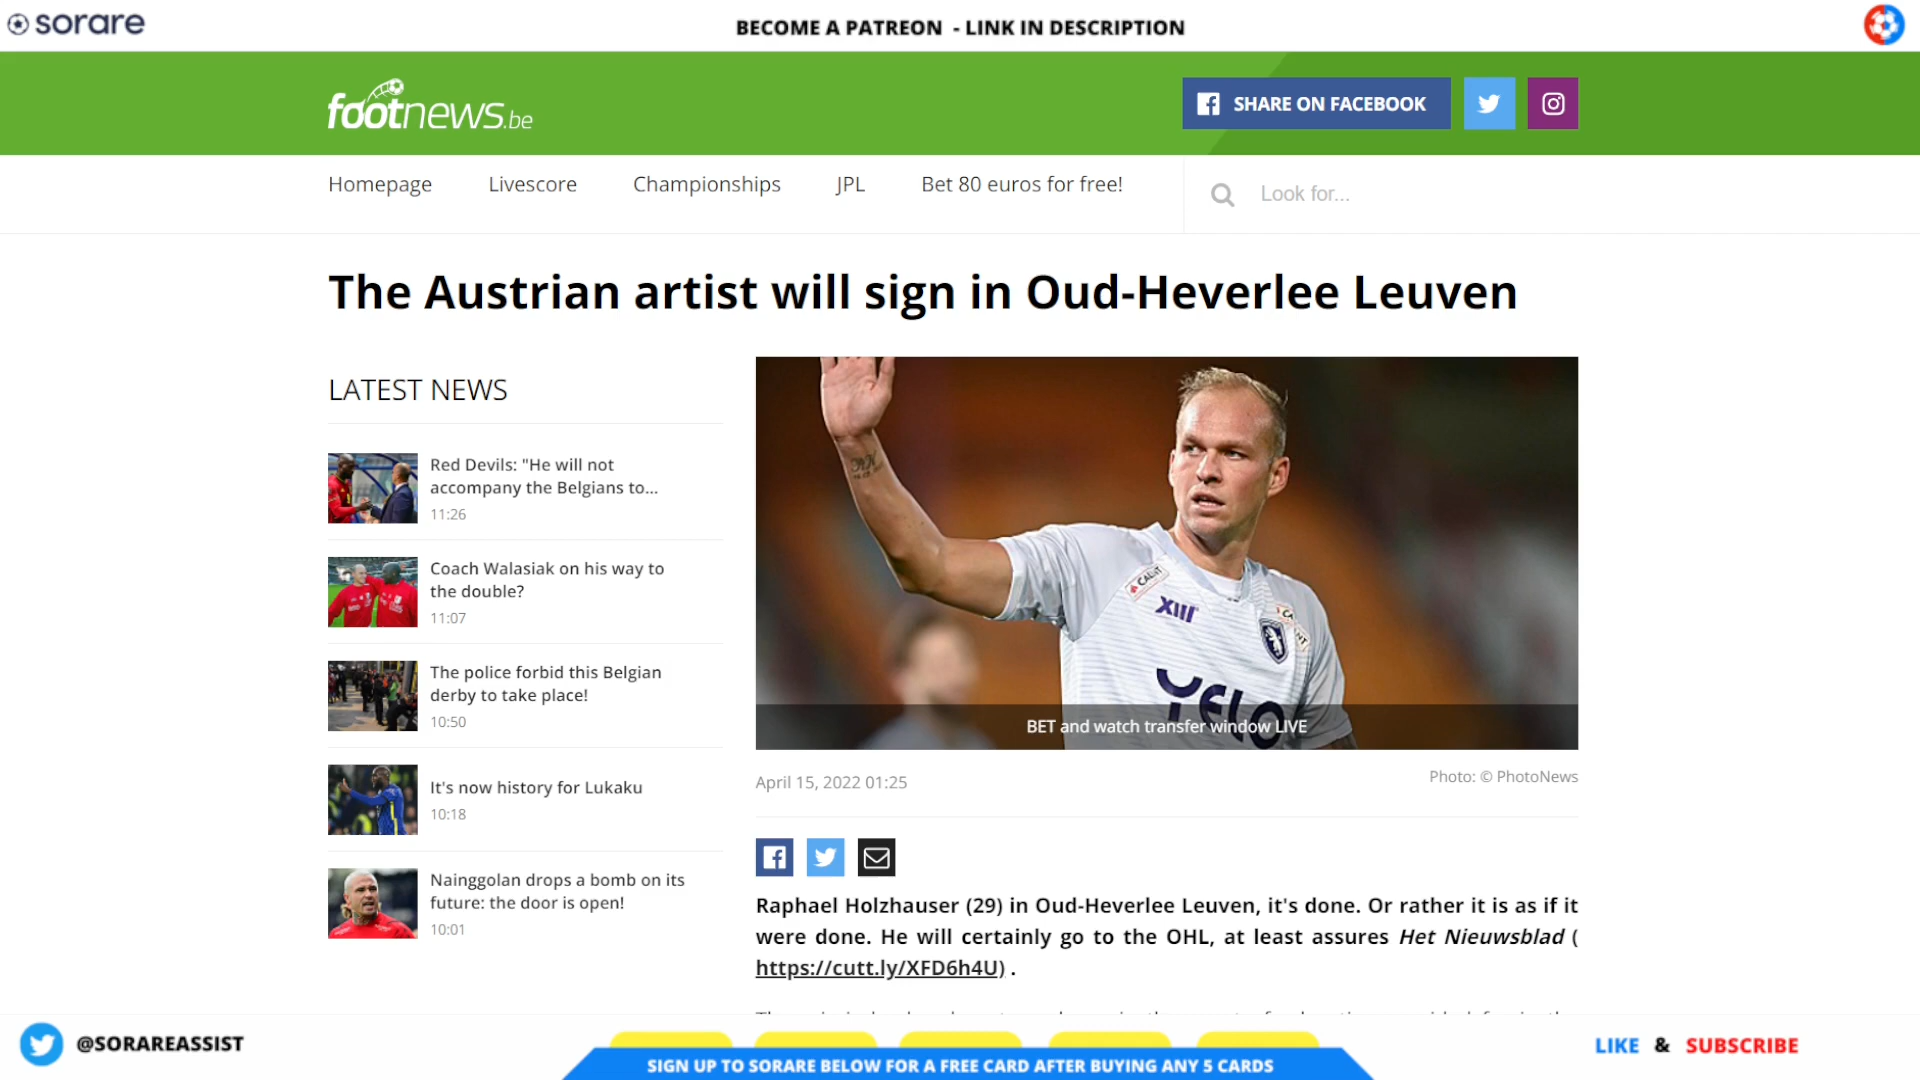 sorare
BECOME A PATREON - LINK IN DESCRIPTION
footnews.be
SHARE ON FACEBOOK
Homepage
Livescore
Championships
JPL
Bet 80 euros for free!
Look for...
The Austrian artist will sign in Oud-Heverlee Leuven
LATEST NEWS
Red Devils: "He will not
accompany the Belgians to...
11:26
Coach Walasiak on his way to
the double?
11:07
The police forbid this Belgian
derby to take place!
10:50
It's now history for Lukaku
10:18
Nainggolan drops a bomb on its
future: the door is open!
10:01
XIII
YELO
BET and watch transfer window LIVE
April 15, 2022 01:25
Photo: © PhotoNews
Raphael Holzhauser (29) in Oud-Heverlee Leuven, it's done. Or rather it is as if it
were done. He will certainly go to the OHL, at least assures Het Nieuwsblad (
https://cutt.ly/XFD6h4U) .
@SORAREASSIST
SIGN UP TO SORARE BELOW FOR A FREE CARD AFTER BUYING ANY 5 CARDS
LIKE & SUBSCRIBE